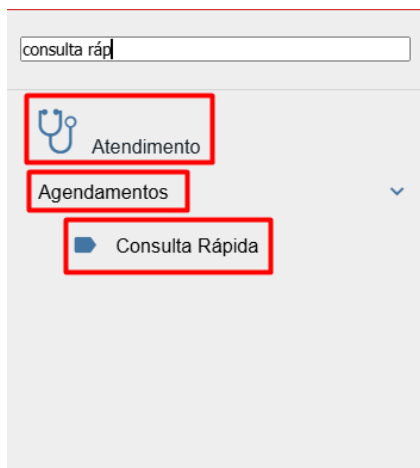 consulta ráp
Atendimento
Agendamentos
Consulta Rápida